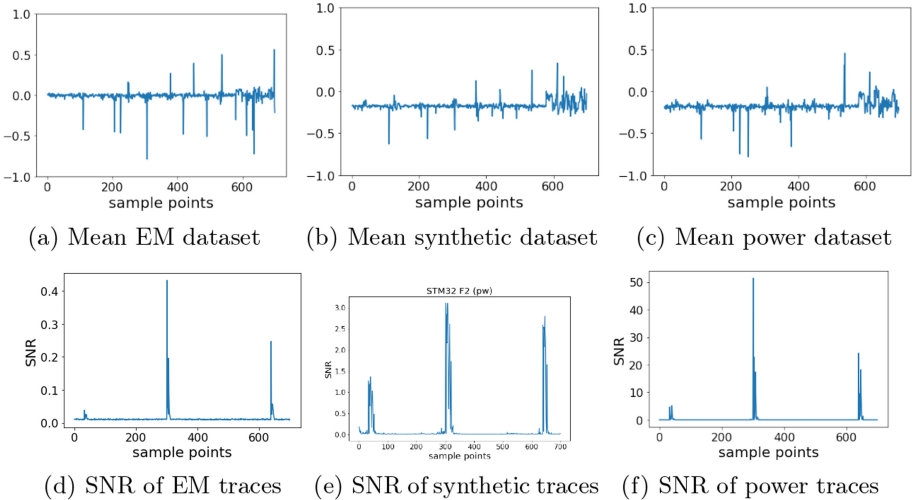 1.0
0.5
0.0
−0.5
−1.0
0 200 400 600
sample points
(a) Mean EM dataset
1.0
0.5
0.0
−0.5
−1.0
0 200 400 600
sample points
(b) Mean synthetic dataset
1.0
0.5
0.0
−0.5
−1.0
0 200 400 600
sample points
(c) Mean power dataset
0.4
0.3
0.2
0.1
0.0
SNR
0 200 400 600
sample points
(d) SNR of EM traces
STM32 F2 (pw)
3.0
2.5
2.0
1.5
1.0
0.5
0.0
SNR
0 100 200 300 400 500 600 700
sample points
(e) SNR of synthetic traces
50
40
30
20
10
0
SNR
0 200 400 600
sample points
(f) SNR of power traces